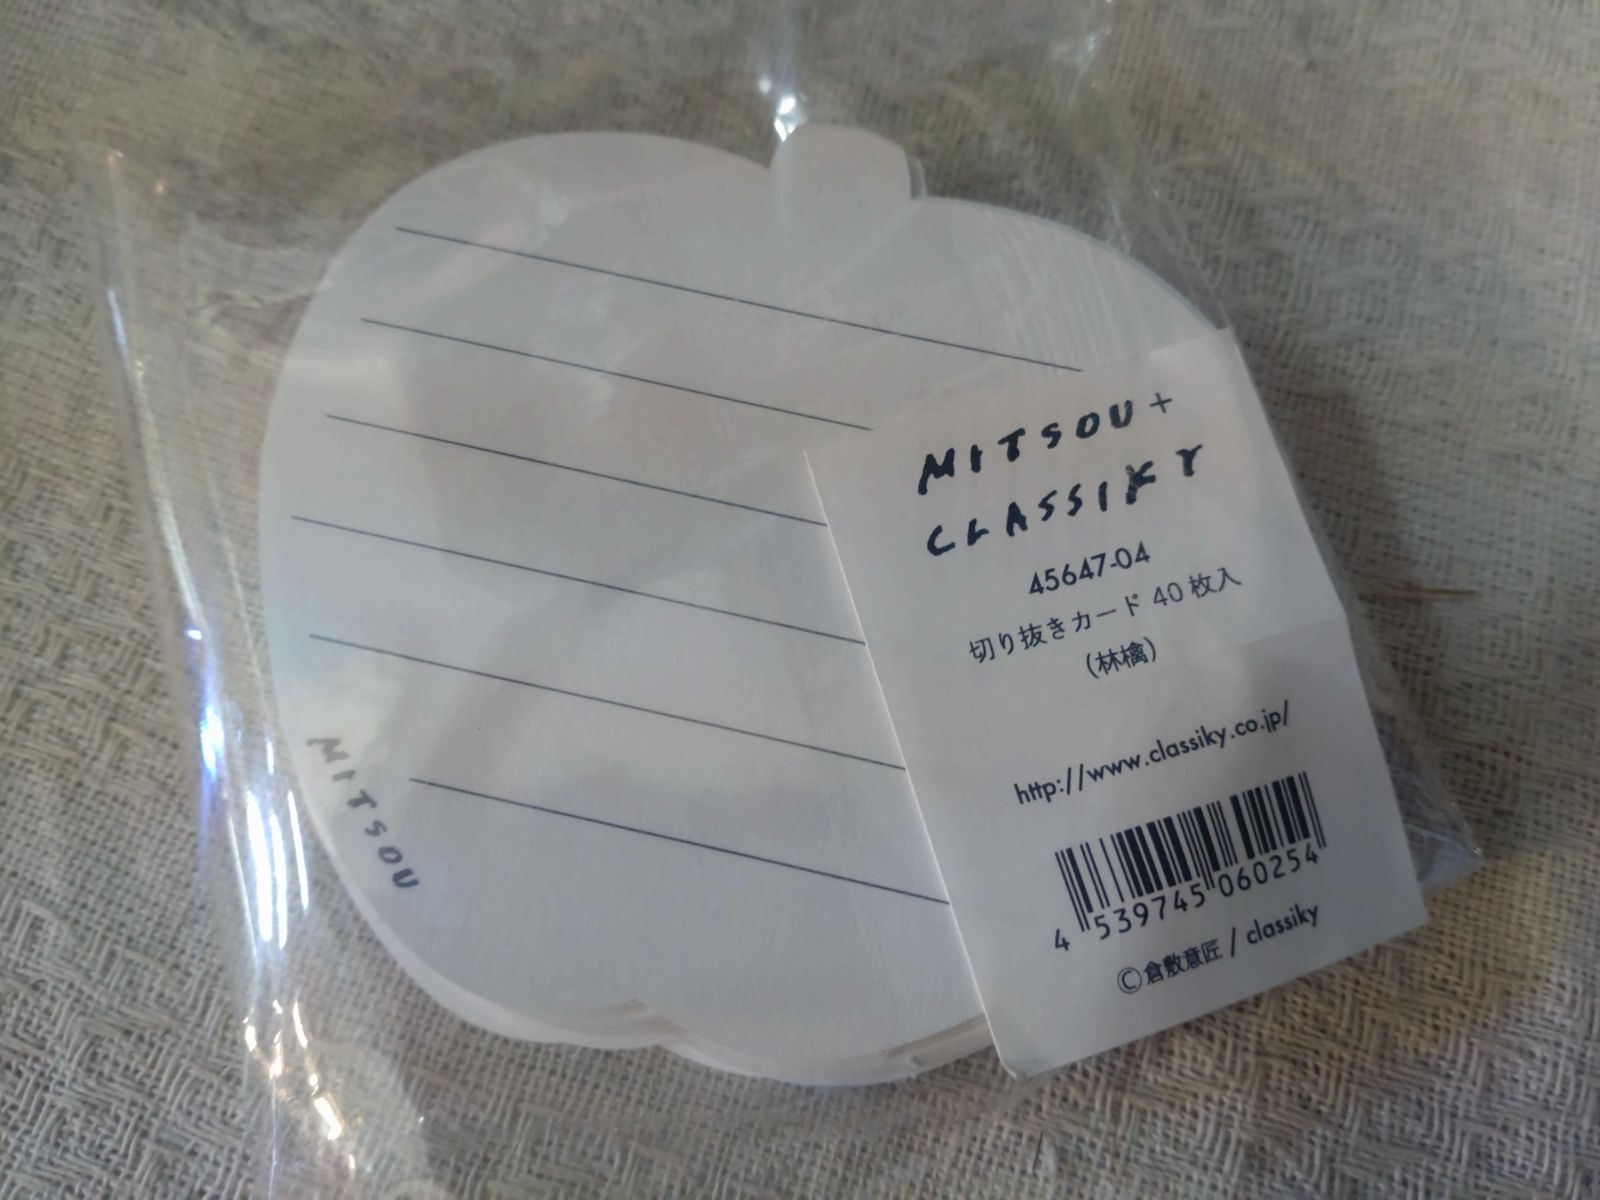 MITSOU
MITSOU+
CLASSIKY
45647-04
切り抜きカード 40 枚入
(林檎)
http://www.classiky.co.jp/
4 539745 060254
©倉敷意匠 / classiky